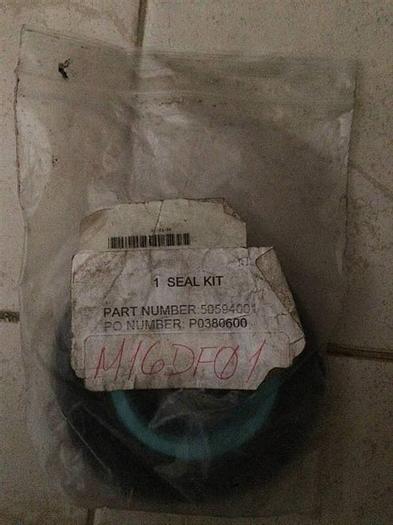 1 SEAL KIT
PART NUMBER:50594001
PO NUMBER: P0380600
M16DF01